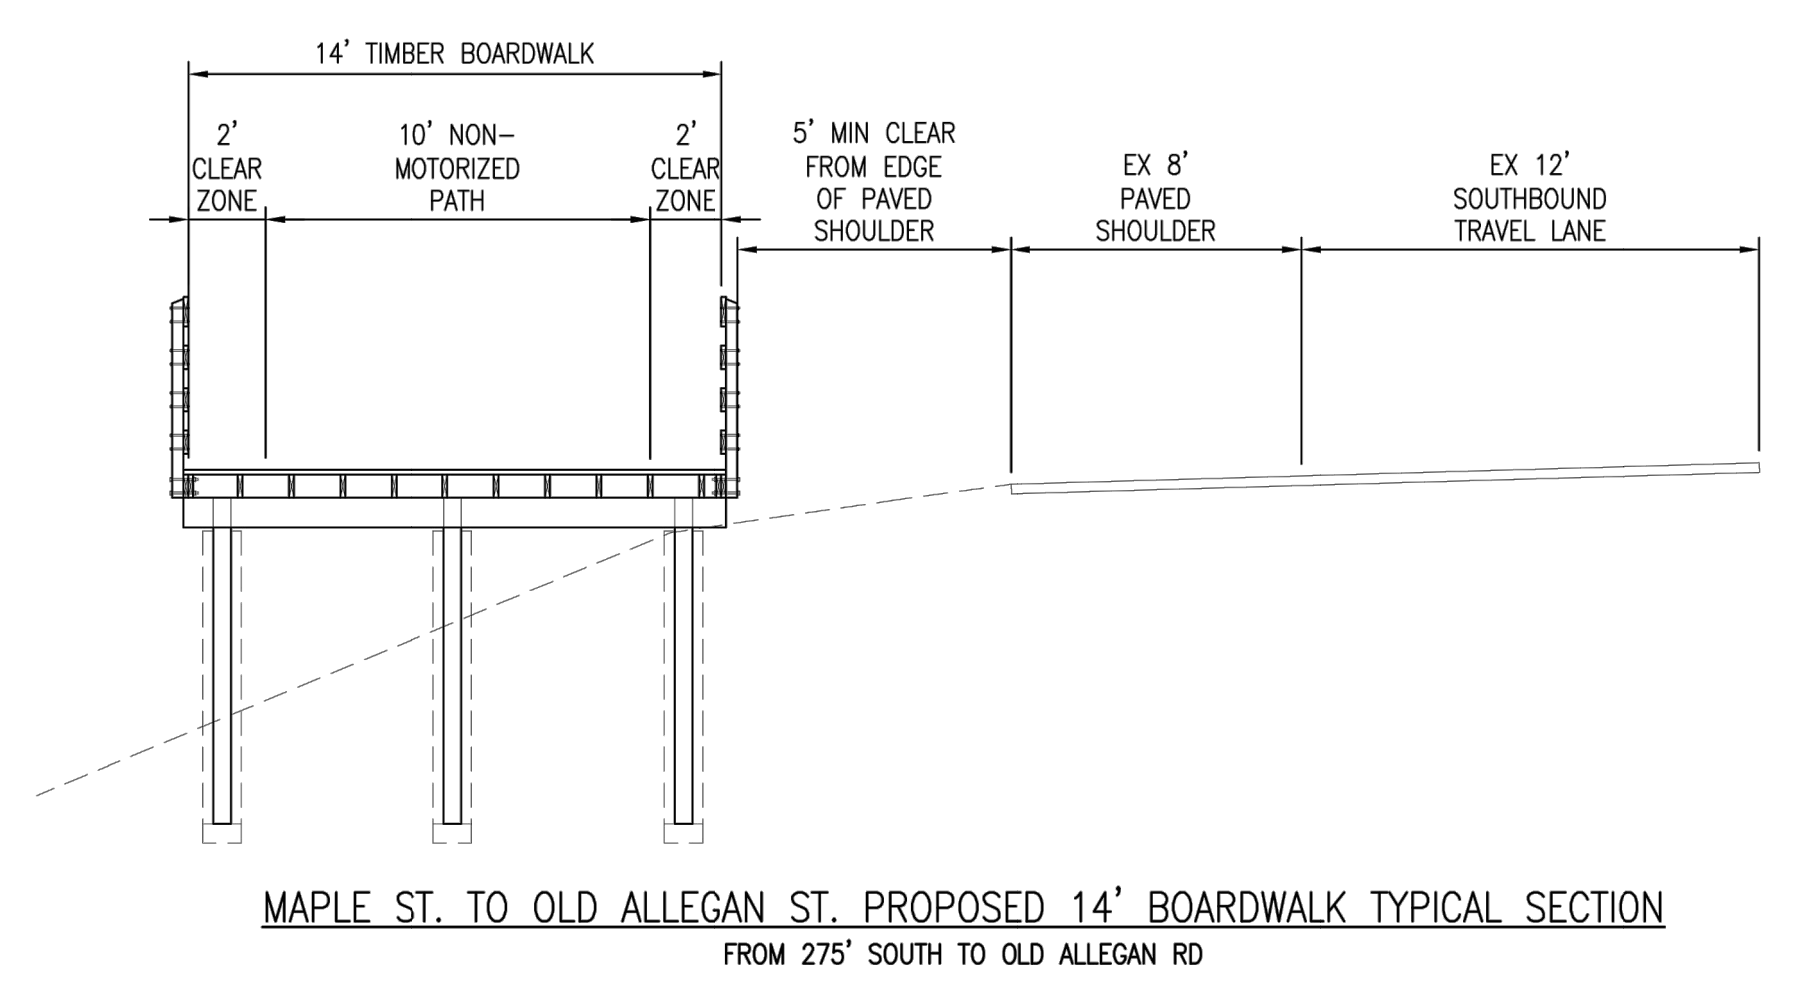 14' TIMBER BOARDWALK
2'
CLEAR
ZONE
10' NON-
MOTORIZED
PATH
2'
CLEAR
ZONE
5' MIN CLEAR
FROM EDGE
OF PAVED
SHOULDER
EX 8'
PAVED
SHOULDER
EX 12'
SOUTHBOUND
TRAVEL LANE
MAPLE ST. TO OLD ALLEGAN ST. PROPOSED 14' BOARDWALK TYPICAL SECTION
FROM 275' SOUTH TO OLD ALLEGAN RD